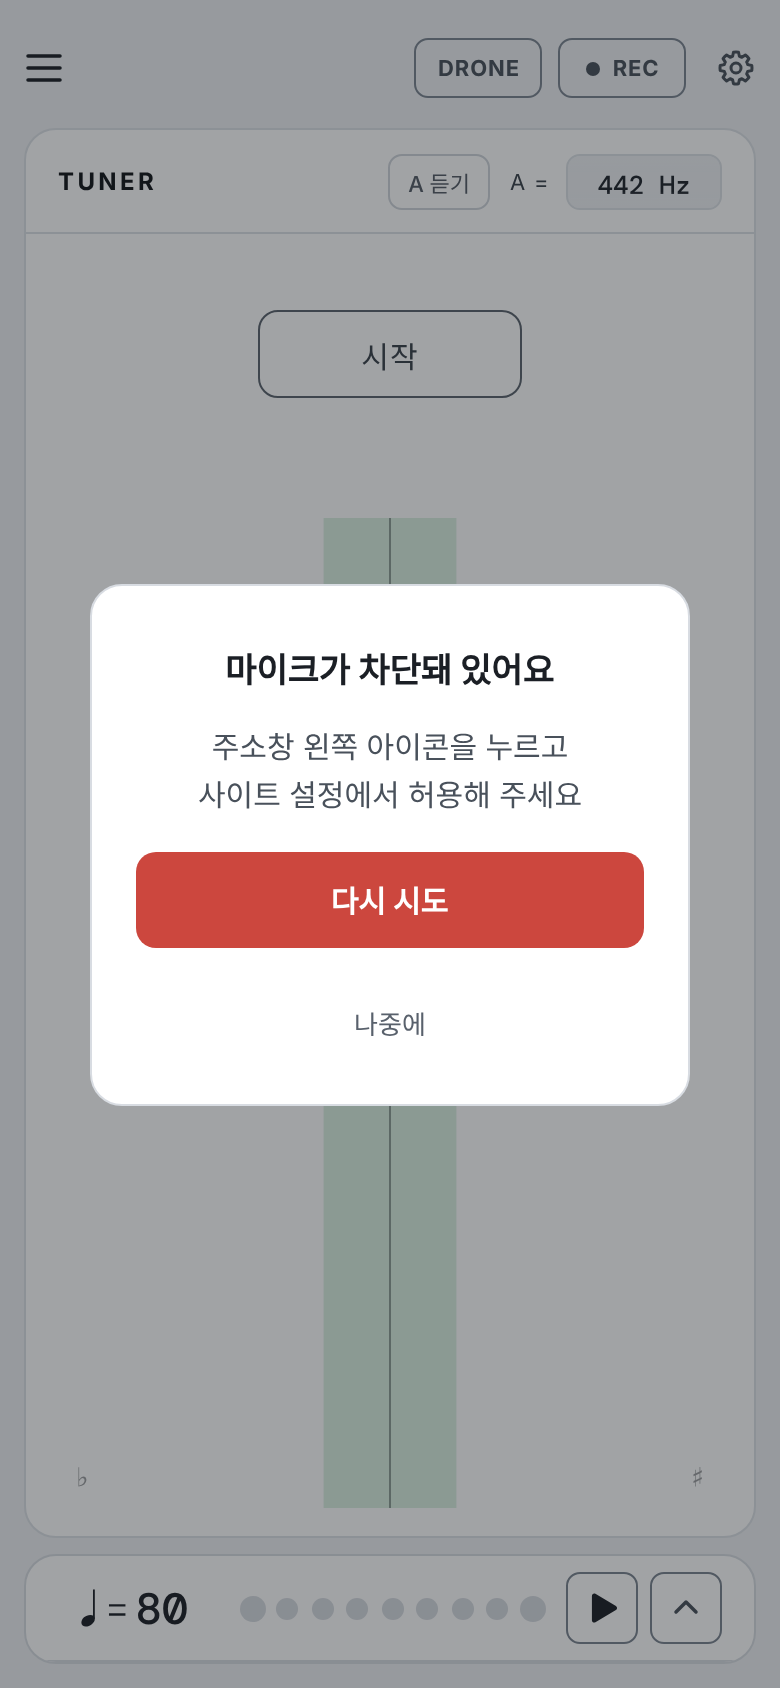 DRONE
● REC
TUNER
A 듣기
A =
442 Hz
시작
마이크가 차단돼 있어요
주소창 왼쪽 아이콘을 누르고
사이트 설정에서 허용해 주세요
다시 시도
나중에
♭
♯
♩ = 80